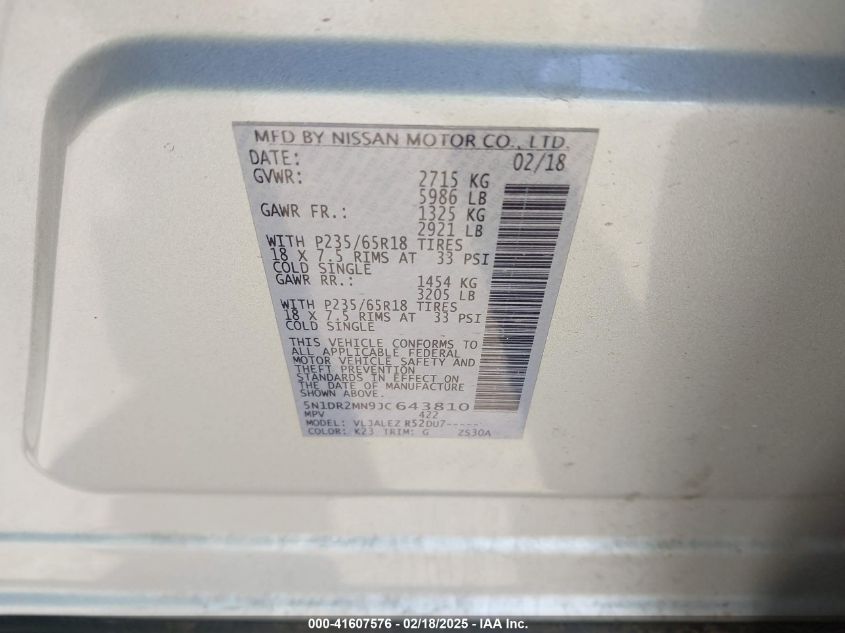 MFD BY NISSAN MOTOR CO., LTD.
DATE: 02/18
GVWR: 2715 KG
5986 LB
GAWR FR.: 1325 KG
2921 LB
WITH P235/65R18 TIRES
18 X 7.5 RIMS AT 33 PSI
COLD SINGLE
GAWR RR.: 1454 KG
3205 LB
WITH P235/65R18 TIRES
18 X 7.5 RIMS AT 33 PSI
COLD SINGLE
THIS VEHICLE CONFORMS TO
ALL APPLICABLE FEDERAL
MOTOR VEHICLE SAFETY AND
THEFT PREVENTION
STANDARDS IN EFFECT ON
THE DATE OF MANUFACTURE
SHOWN ABOVE.
5N1DR2MN9JC643810
MPV 422
MODEL: VLJALEZ R52DU7-----
COLOR: K23 TRIM: G ZS30A
000-41607576 - 02/18/2025 - IAA Inc.